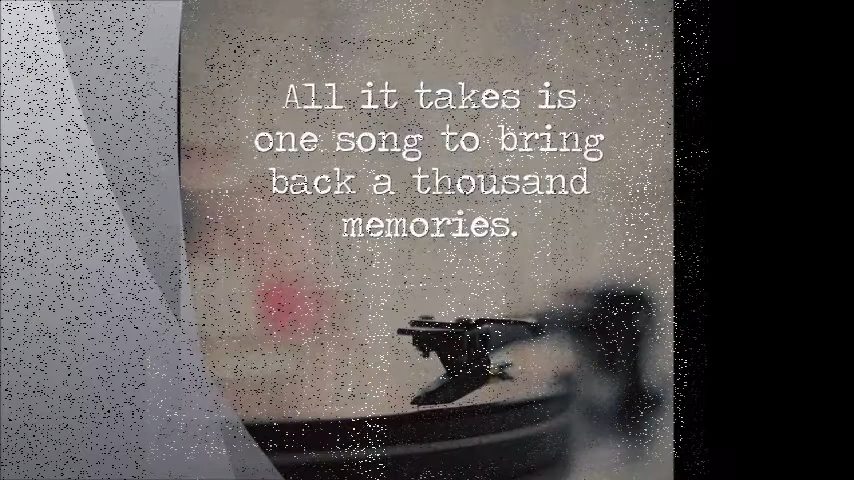 All it takes is
one song to bring
back a thousand
memories.